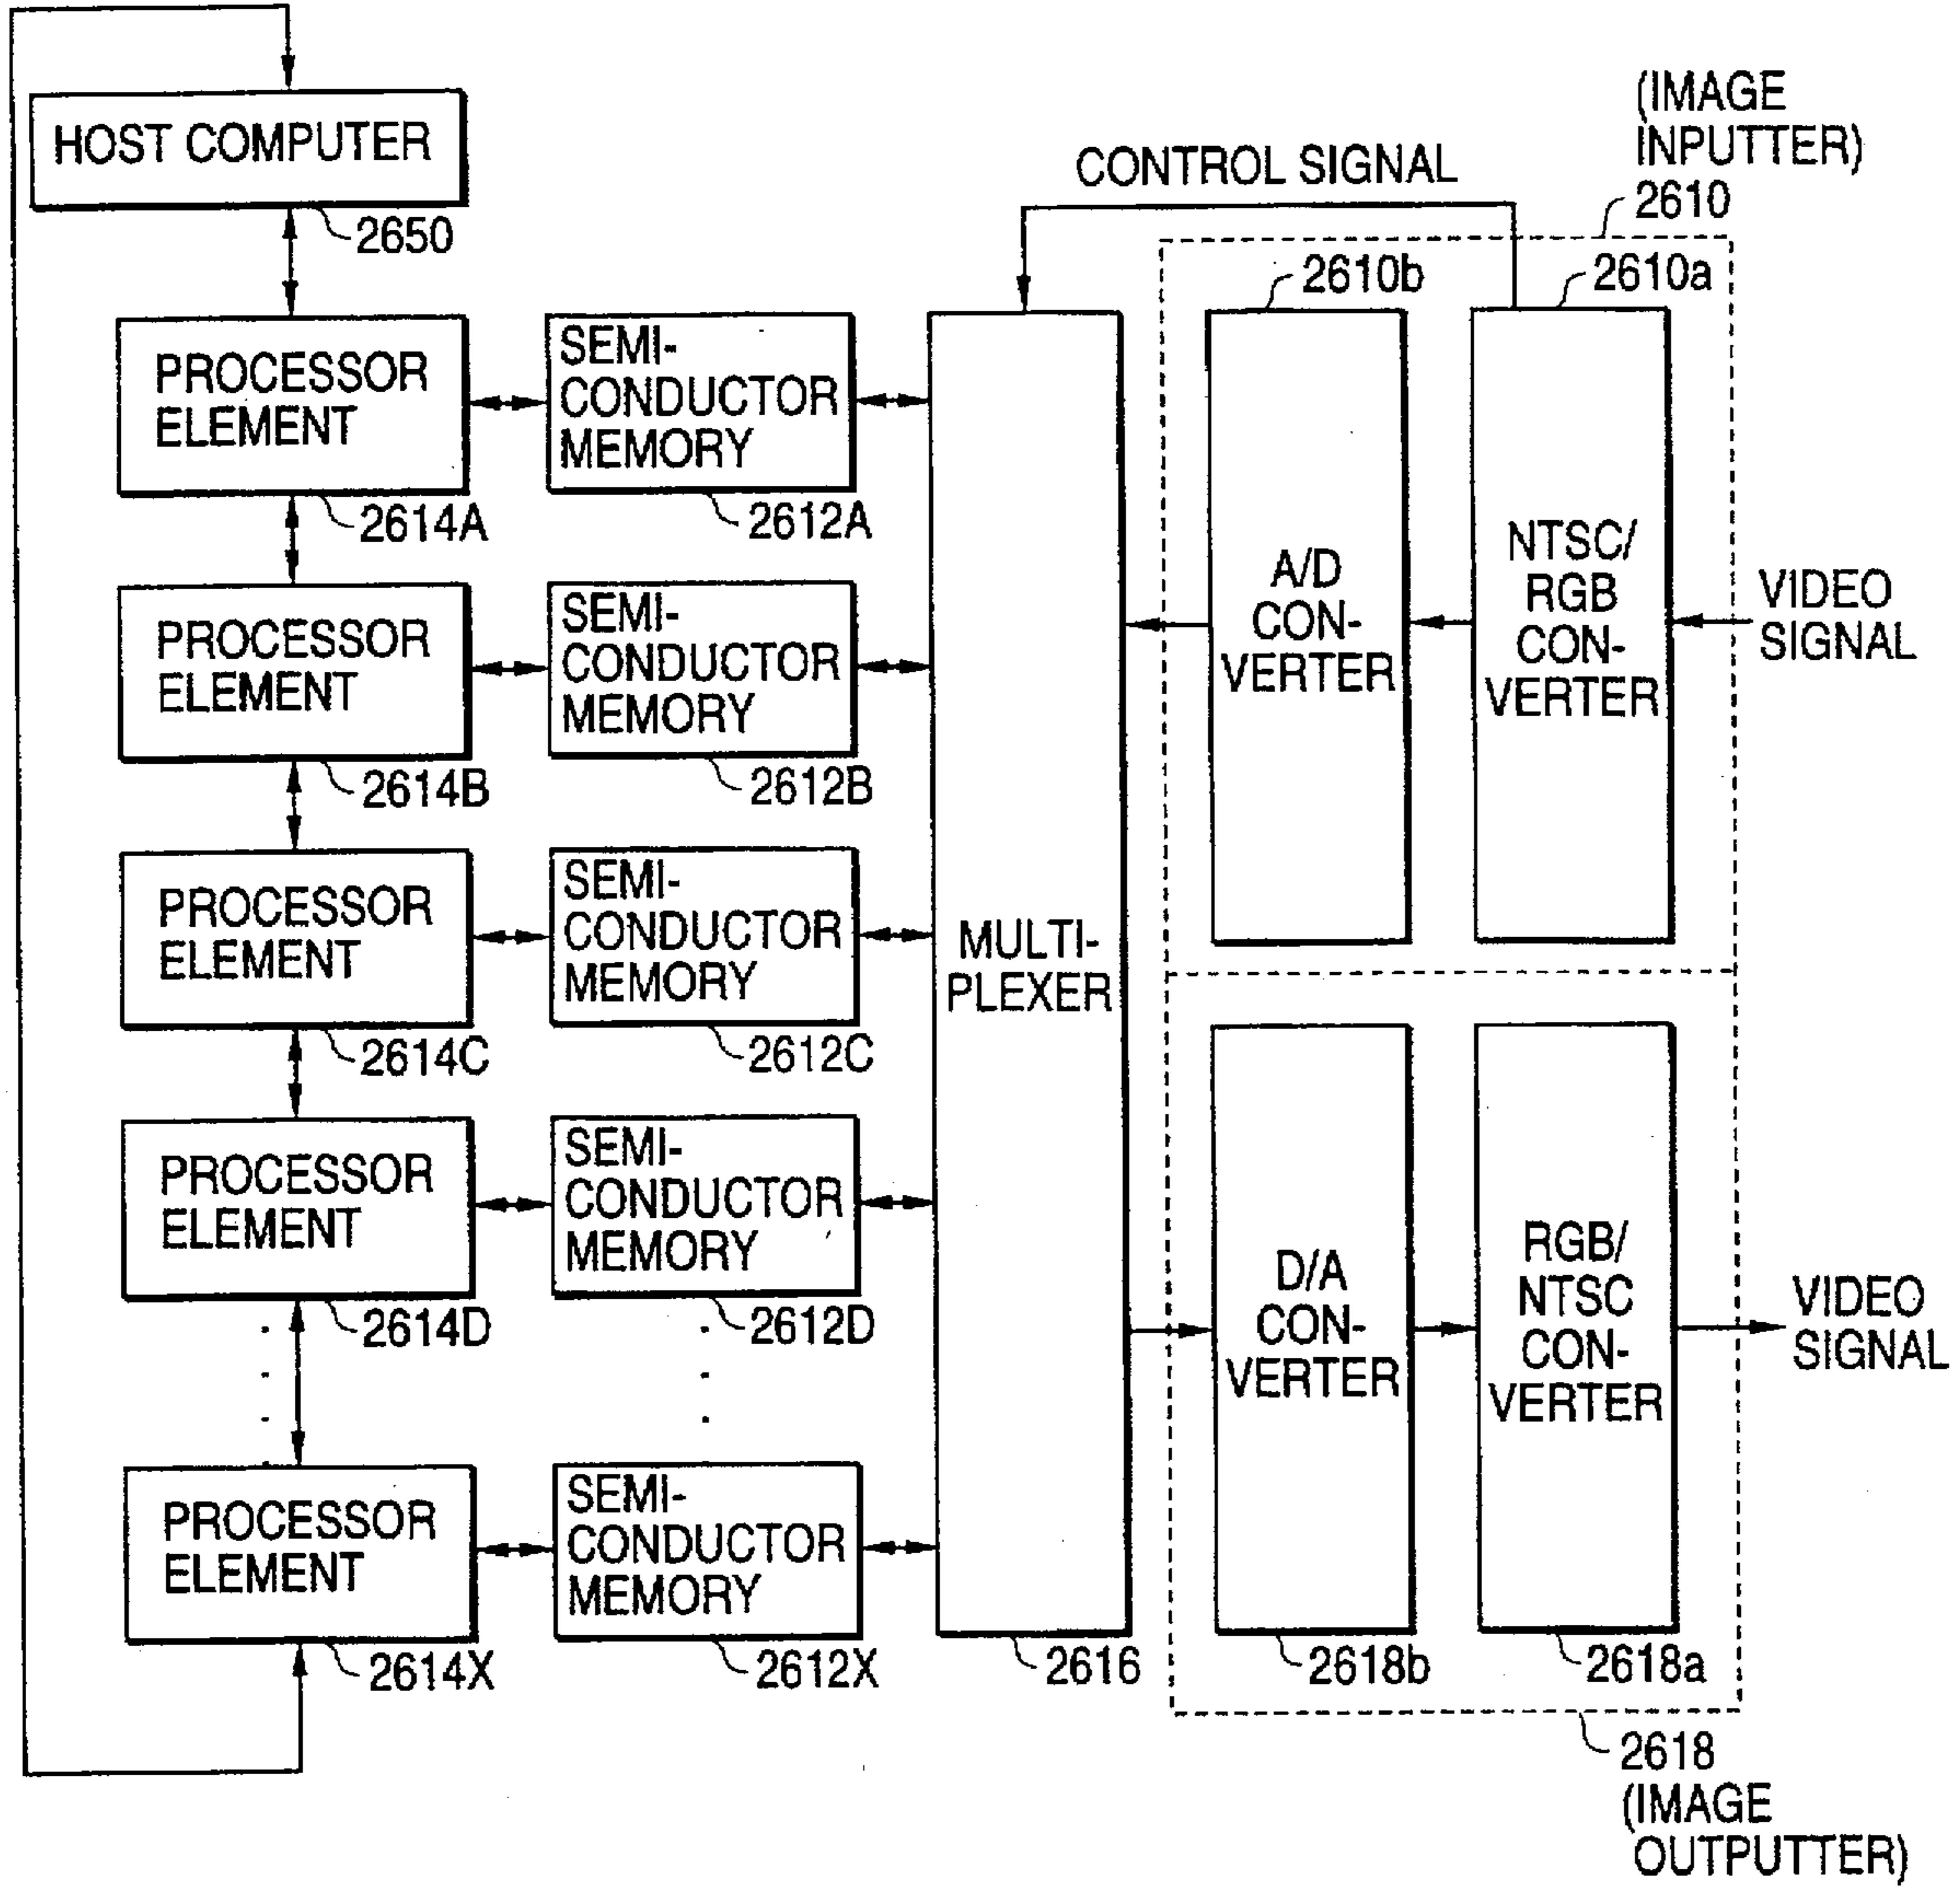 HOST COMPUTER
2650
CONTROL SIGNAL
(IMAGE
INPUTTER)
2610
2610b
2610a
PROCESSOR
ELEMENT
2614A
SEMI-
CONDUCTOR
MEMORY
2612A
PROCESSOR
ELEMENT
2614B
SEMI-
CONDUCTOR
MEMORY
2612B
PROCESSOR
ELEMENT
2614C
SEMI-
CONDUCTOR
MEMORY
2612C
PROCESSOR
ELEMENT
2614D
SEMI-
CONDUCTOR
MEMORY
2612D
PROCESSOR
ELEMENT
2614X
SEMI-
CONDUCTOR
MEMORY
2612X
MULTI-
PLEXER
2616
A/D
CON-
VERTER
NTSC/
RGB
CON-
VERTER
VIDEO
SIGNAL
D/A
CON-
VERTER
2618b
RGB/
NTSC
CON-
VERTER
2618a
VIDEO
SIGNAL
2618
(IMAGE
OUTPUTTER)